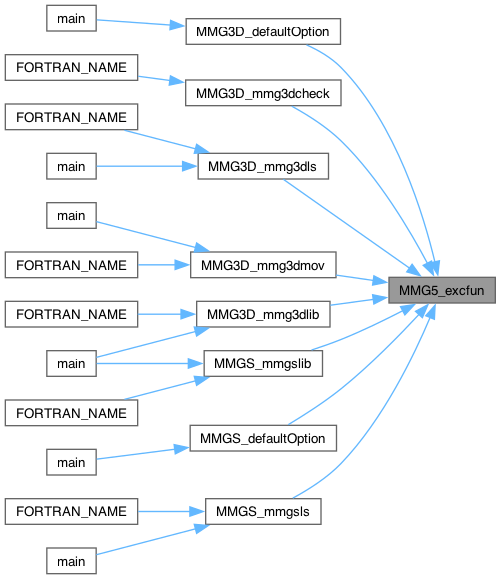 main
MMG3D_defaultOption
FORTRAN_NAME
MMG3D_mmg3dcheck
FORTRAN_NAME
MMG3D_mmg3dls
main
main
MMG3D_mmg3dmov
FORTRAN_NAME
MMG5_excfun
FORTRAN_NAME
MMG3D_mmg3dlib
main
MMGS_mmgslib
FORTRAN_NAME
MMGS_defaultOption
main
FORTRAN_NAME
MMGS_mmgsls
main